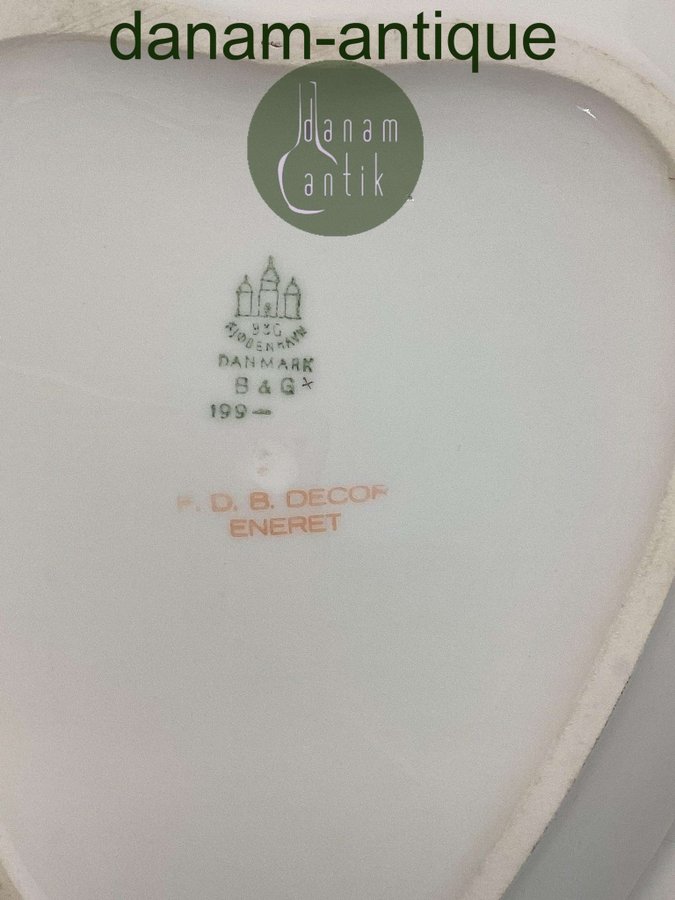 danam-antique
danam
antik
B&G
KJØBENHAVN
DANMARK
B & G
199
F. D. B. DECOR
ENERET